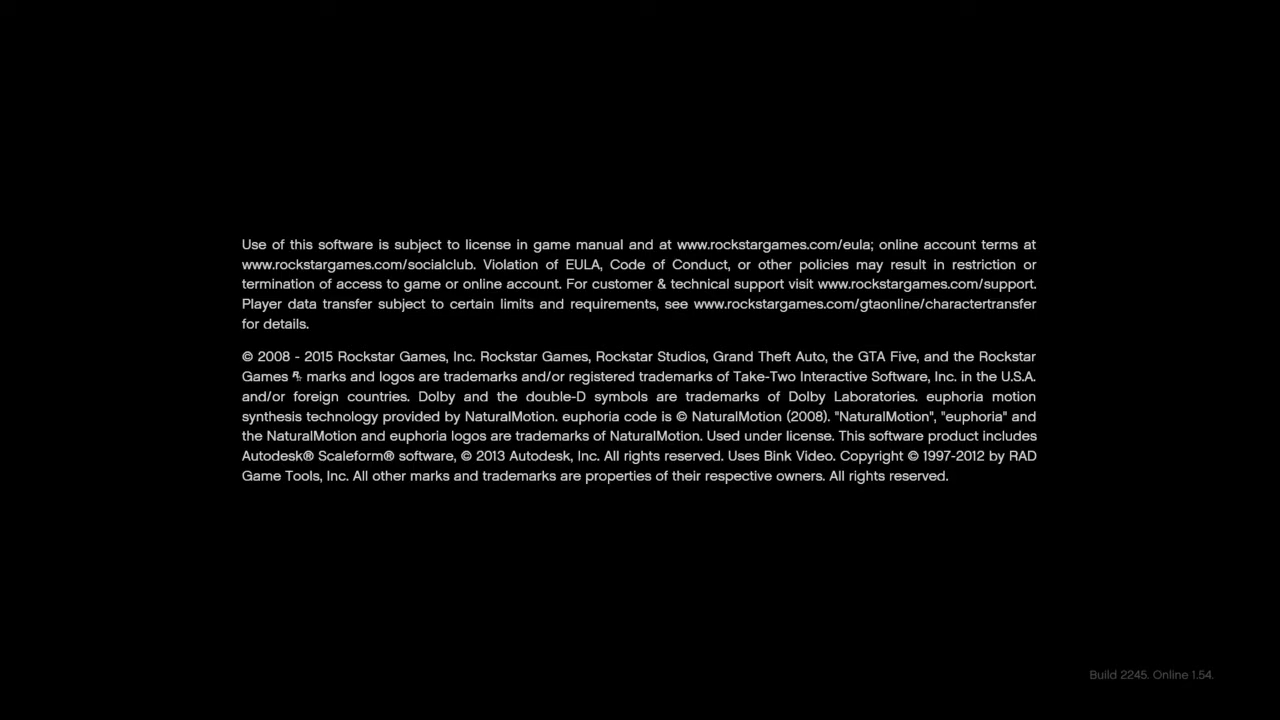 Use of this software is subject to license in game manual and at www.rockstargames.com/eula; online account terms at
www.rockstargames.com/socialclub. Violation of EULA, Code of Conduct, or other policies may result in restriction or
termination of access to game or online account. For customer & technical support visit www.rockstargames.com/support.
Player data transfer subject to certain limits and requirements, see www.rockstargames.com/gtaonline/charactertransfer
for details.
© 2008 - 2015 Rockstar Games, Inc. Rockstar Games, Rockstar Studios, Grand Theft Auto, the GTA Five, and the Rockstar
Games R* marks and logos are trademarks and/or registered trademarks of Take-Two Interactive Software, Inc. in the U.S.A.
and/or foreign countries. Dolby and the double-D symbols are trademarks of Dolby Laboratories. euphoria motion
synthesis technology provided by NaturalMotion. euphoria code is © NaturalMotion (2008). "NaturalMotion", "euphoria" and
the NaturalMotion and euphoria logos are trademarks of NaturalMotion. Used under license. This software product includes
Autodesk® Scaleform® software, © 2013 Autodesk, Inc. All rights reserved. Uses Bink Video. Copyright © 1997-2012 by RAD
Game Tools, Inc. All other marks and trademarks are properties of their respective owners. All rights reserved.
Build 2245. Online 1.54.